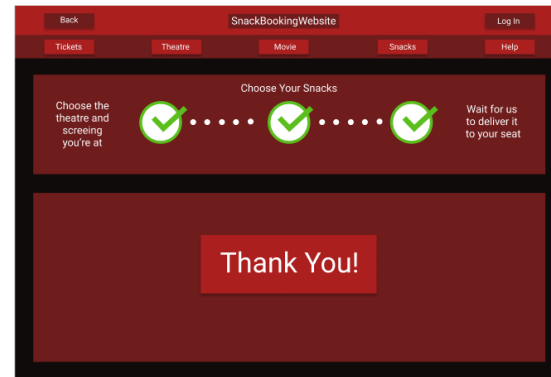 Back
SnackBookingWebsite
Log In
Tickets
Theatre
Movie
Snacks
Help
Choose Your Snacks
Choose the
theatre and
screeing
you're at
Wait for us
to deliver it
to your seat
Thank You!